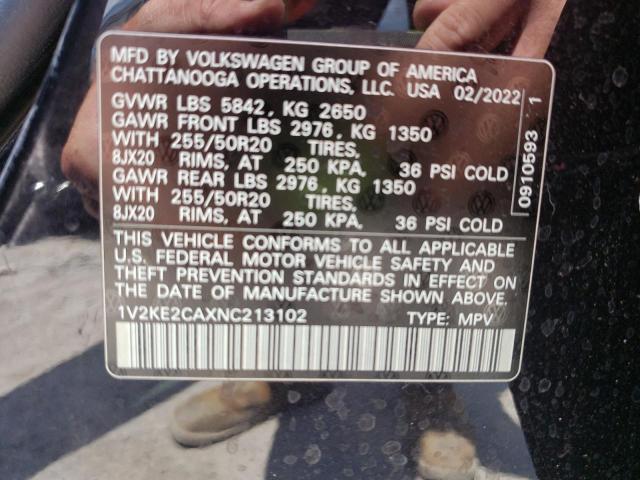 MFD BY VOLKSWAGEN GROUP OF AMERICA
CHATTANOOGA OPERATIONS, LLC. USA 02/2022
GVWR LBS 5842, KG 2650
GAWR FRONT LBS 2976, KG 1350
WITH 255/50R20 TIRES,
8JX20 RIMS, AT 250 KPA, 36 PSI COLD
GAWR REAR LBS 2976, KG 1350
WITH 255/50R20 TIRES,
8JX20 RIMS, AT 250 KPA, 36 PSI COLD
0910593 1
THIS VEHICLE CONFORMS TO ALL APPLICABLE
U.S. FEDERAL MOTOR VEHICLE SAFETY AND
THEFT PREVENTION STANDARDS IN EFFECT ON
THE DATE OF MANUFACTURE SHOWN ABOVE.
1V2KE2CAXNC213102 TYPE: MPV